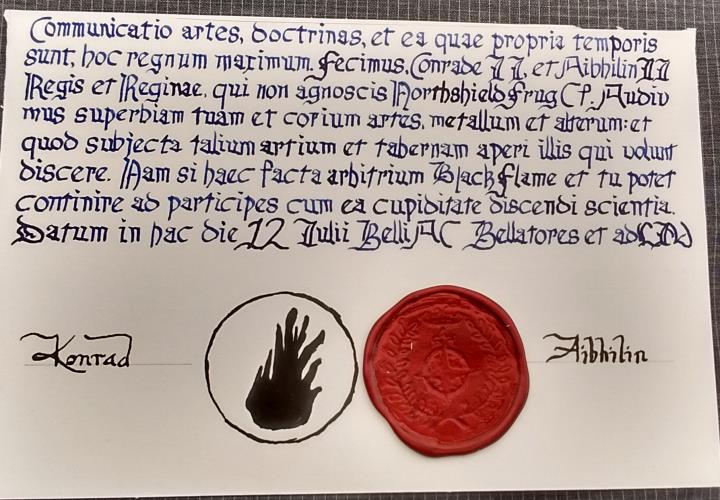 Communicatio artes, doctrinas, et ea quae propria temporis
sunt, hoc regnum maximum. Fecimus, Conrade II, et Aibhilin II
Regis et Reginae, qui non agnoscis Northshield Frug Cf. Audiv
mus superbiam tuam et corium artes, metallum et alterum: et
quod subjecta talium artium et tabernam aperi illis qui volunt
discere. Nam si haec facta arbitrium Black Flame et tu potet
continire ad participes cum ea cupiditate discendi scientia.
Datum in hac die 12 Iulii Belli AC Bellatores et ad
Konrad
Aibhilin